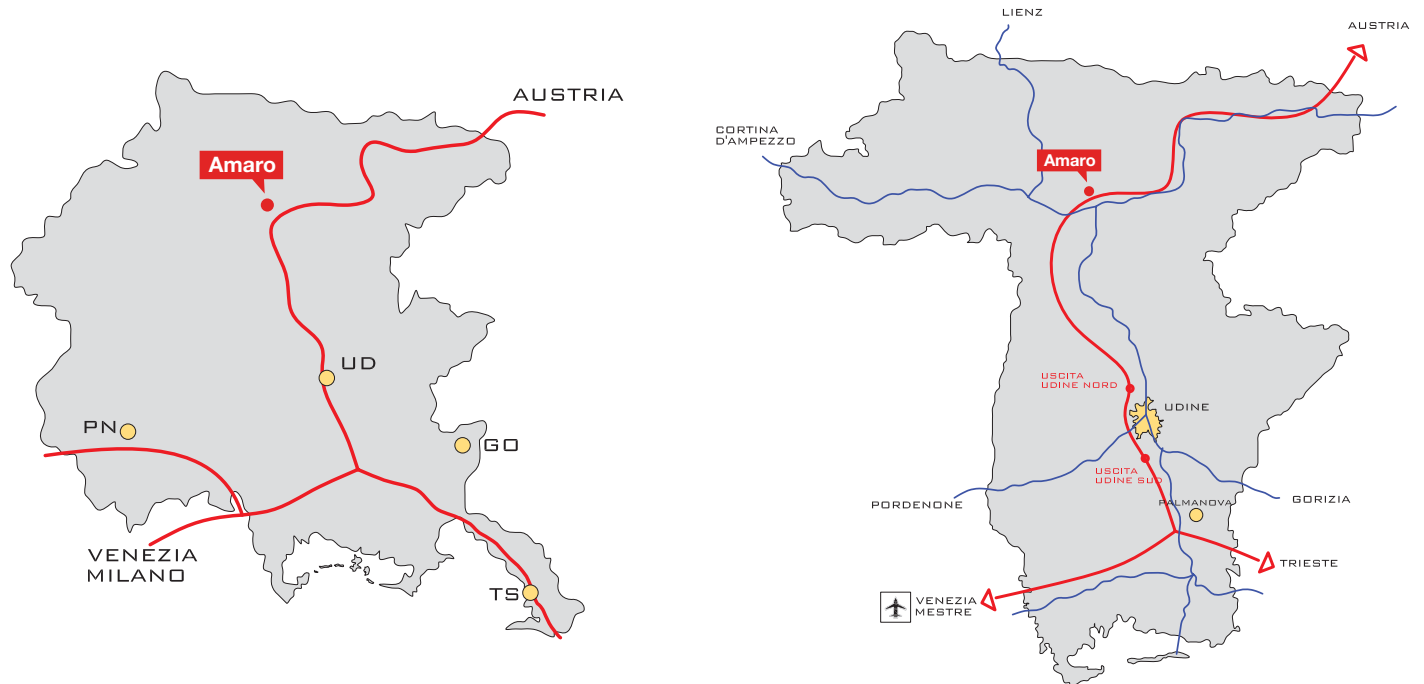 AUSTRIA
Amaro
UD
PN
GO
VENEZIA
MILANO
TS
LIENZ
AUSTRIA
CORTINA
D'AMPEZZO
Amaro
USCITA
UDINE NORD
UDINE
USCITA
UDINE SUD
PORDENONE
PALMANOVA
GORIZIA
TRIESTE
VENEZIA
MESTRE